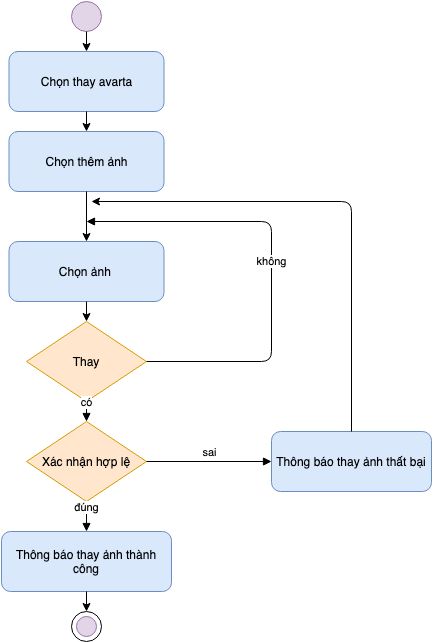 Chọn thay avarta
Chọn thêm ảnh
Chọn ảnh
không
Thay
có
Xác nhận hợp lệ
sai
Thông báo thay ảnh thất bại
đúng
Thông báo thay ảnh thành
công